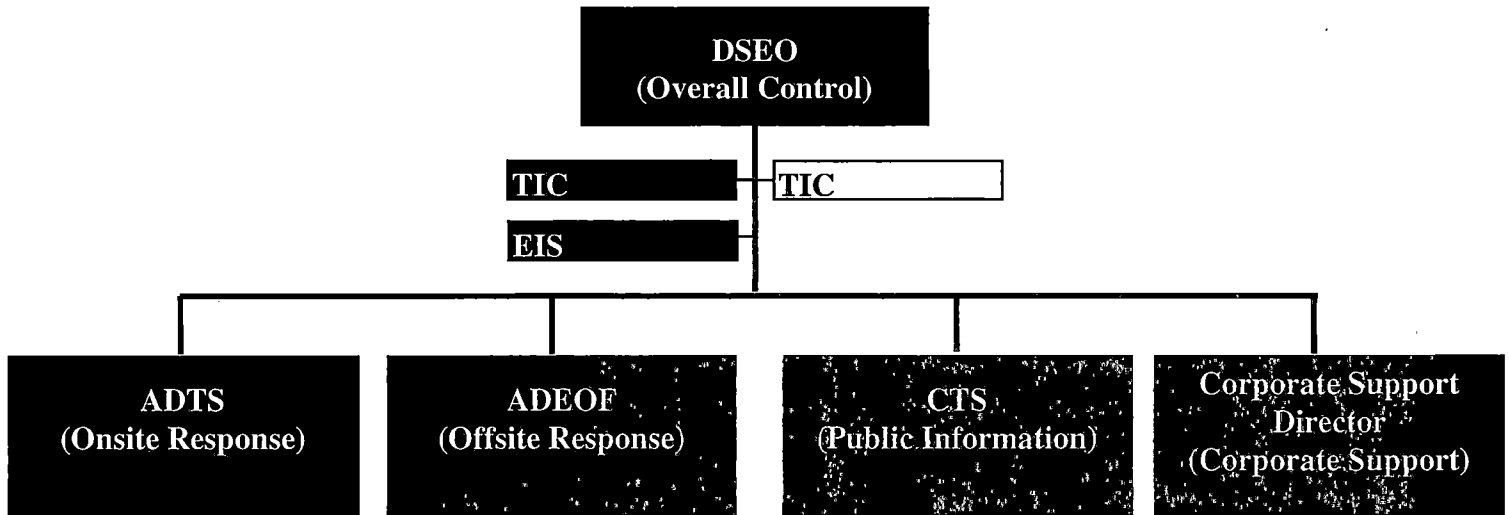 DSEO
(Overall Control)
TIC
TIC
EIS
ADTS
(Onsite Response)
ADEOF
(Offsite Response)
CTS
(Public Information)
Corporate Support
Director
(Corporate Support)